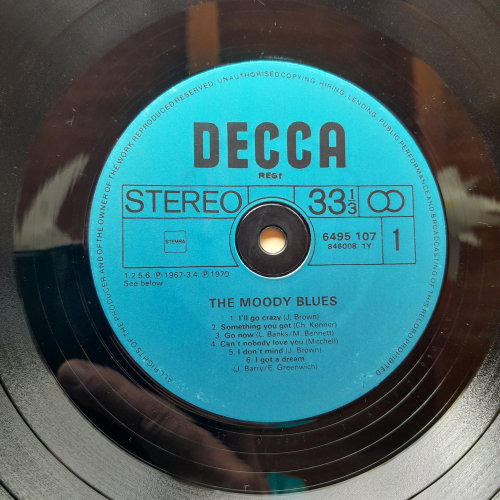 ALL RIGHTS OF THE PRODUCER AND OF THE OWNER OF THE WORK REPRODUCED RESERVED. UNAUTHORISED COPYING, HIRING, LENDING, PUBLIC PERFORMANCE AND BROADCASTING OF THIS RECORD PROHIBITED
DECCA
REGT
STEREO
33⅓
STEMRA
6495 107
846008. 1Y
1
1.2.5.6. ℗ 1967-3.4. ℗ 1970
See below
THE MOODY BLUES
1. I'll go crazy (J. Brown)
2. Something you got (Ch. Kenner)
3. Go now (L. Banks/M. Bennett)
4. Can't nobody love you (Mitchell)
5. I don't mind (J. Brown)
6. I got a dream
(J. Barry/E. Greenwich)